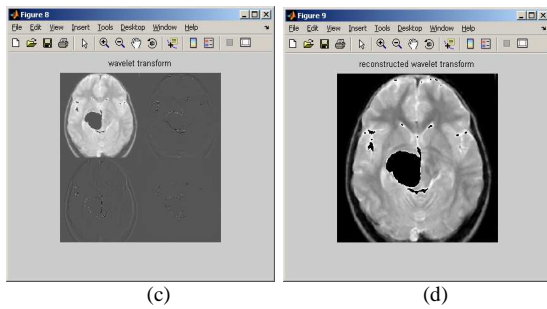 Figure 8
File Edit View Insert Tools Desktop Window Help
wavelet transform
(c)
Figure 9
File Edit View Insert Tools Desktop Window Help
reconstructed wavelet transform
(d)